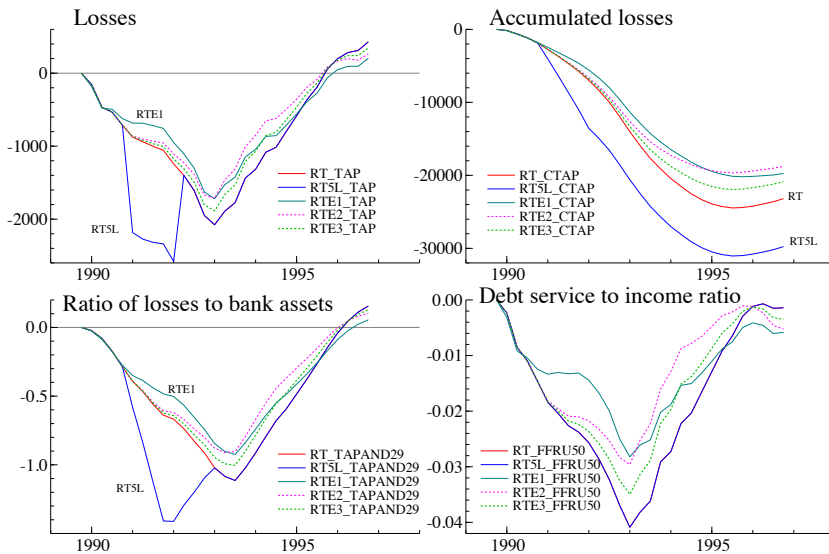 Losses
0
-1000
-2000
RTE1
RT5L
RT_TAP
RT5L_TAP
RTE1_TAP
RTE2_TAP
RTE3_TAP
1990
1995
Accumulated losses
0
-10000
-20000
-30000
RT_CTAP
RT5L_CTAP
RTE1_CTAP
RTE2_CTAP
RTE3_CTAP
RT
RT5L
1990
1995
Ratio of losses to bank assets
0.0
-0.5
-1.0
RTE1
RT5L
RT_TAPAND29
RT5L_TAPAND29
RTE1_TAPAND29
RTE2_TAPAND29
RTE3_TAPAND29
1990
1995
Debt service to income ratio
0.00
-0.01
-0.02
-0.03
-0.04
RT_FFRU50
RT5L_FFRU50
RTE1_FFRU50
RTE2_FFRU50
RTE3_FFRU50
1990
1995